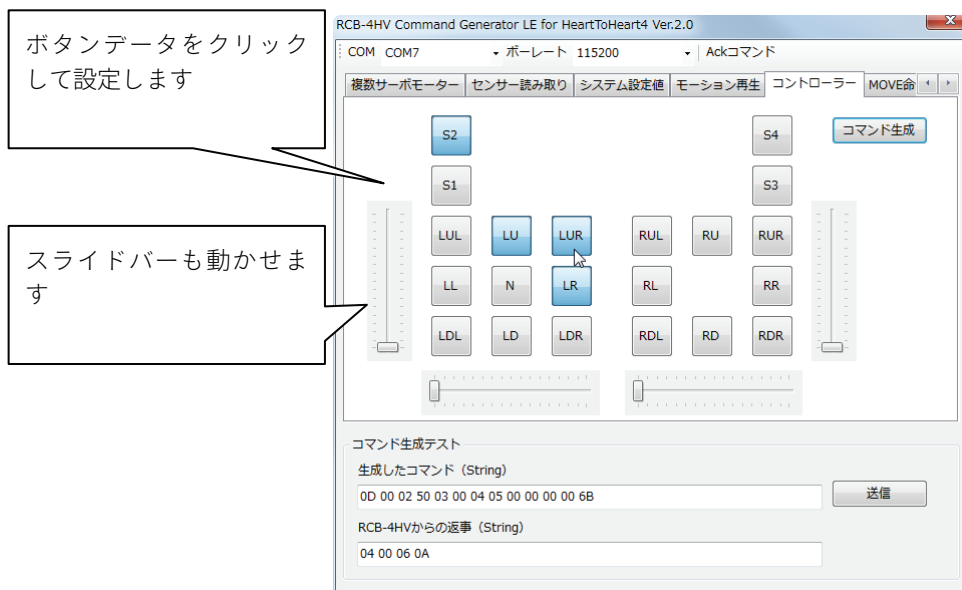 ボタンデータをクリック
して設定します
スライドバーも動かせま
す
RCB-4HV Command Generator LE for HeartToHeart4 Ver.2.0
COM COM7 ボーレート 115200 Ackコマンド
複数サーボモーター センサー読み取り システム設定値 モーション再生 コントローラー MOVE命
S2 S4 コマンド生成
S1 S3
LUL LU LUR RUL RU RUR
LL N LR RL RR
LDL LD LDR RDL RD RDR
コマンド生成テスト
生成したコマンド（String）
0D 00 02 50 03 00 04 05 00 00 00 00 6B 送信
RCB-4HVからの返事（String）
04 00 06 0A